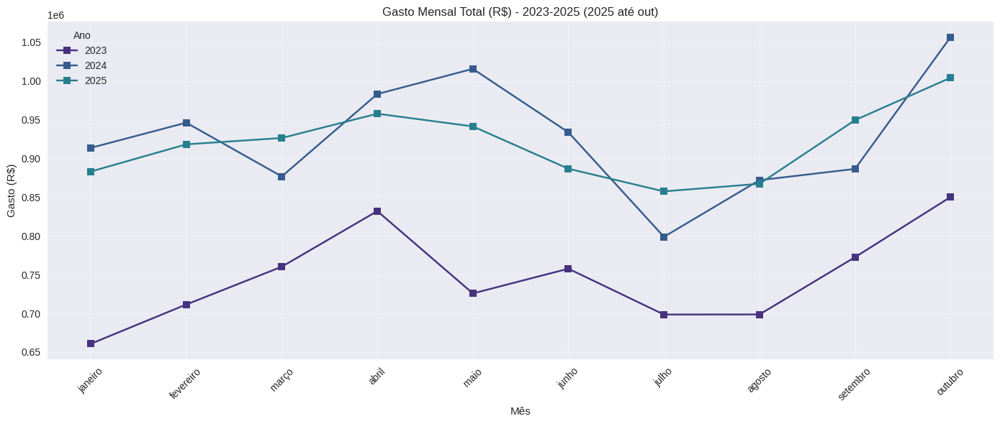 Gasto Mensal Total (R$) - 2023-2025 (2025 até out)
1e6
Ano
2023
2024
2025
1.05
1.00
0.95
0.90
0.85
0.80
0.75
0.70
0.65
Gasto (R$)
janeiro
fevereiro
março
abril
maio
junho
julho
agosto
setembro
outubro
Mês